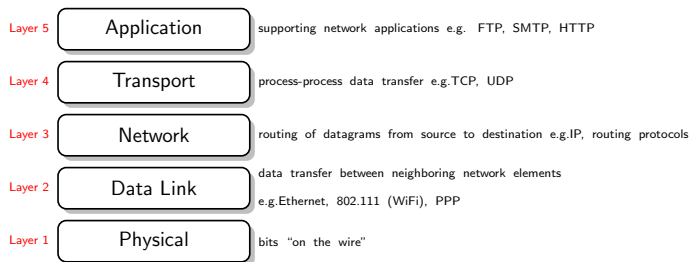 Layer 5 Application supporting network applications e.g. FTP, SMTP, HTTP
Layer 4 Transport process-process data transfer e.g.TCP, UDP
Layer 3 Network routing of datagrams from source to destination e.g.IP, routing protocols
Layer 2 Data Link data transfer between neighboring network elements
e.g.Ethernet, 802.111 (WiFi), PPP
Layer 1 Physical bits “on the wire”